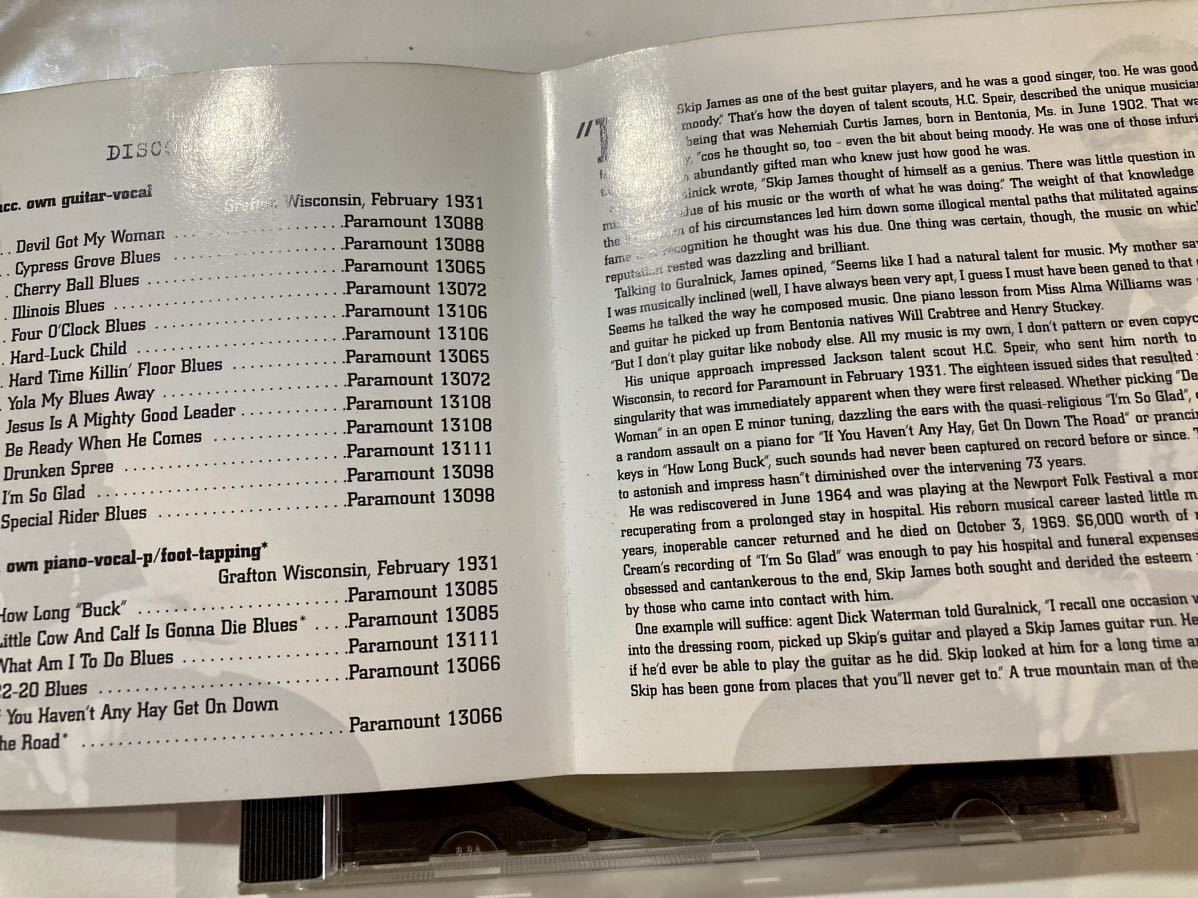 DISCO
acc. own guitar-vocal
Grafton Wisconsin, February 1931
Devil Got My Woman ........................Paramount 13088
Cypress Grove Blues ........................Paramount 13088
Cherry Ball Blues ........................Paramount 13065
Illinois Blues ........................Paramount 13072
Four O'Clock Blues ........................Paramount 13106
Hard-Luck Child ........................Paramount 13106
Hard Time Killin' Floor Blues ................Paramount 13065
Yola My Blues Away ........................Paramount 13072
Jesus Is A Mighty Good Leader ................Paramount 13108
Be Ready When He Comes ................Paramount 13108
Drunken Spree ........................Paramount 13111
I'm So Glad ........................Paramount 13098
Special Rider Blues ........................Paramount 13098
own piano-vocal-p/foot-tapping*
Grafton Wisconsin, February 1931
How Long "Buck" ........................Paramount 13085
Little Cow And Calf Is Gonna Die Blues* .....Paramount 13085
What Am I To Do Blues ....................Paramount 13111
22-20 Blues ........................Paramount 13066
You Haven't Any Hay Get On Down
the Road* ........................Paramount 13066
Skip James as one of the best guitar players, and he was a good singer, too. He was good
moody." That's how the doyen of talent scouts, H.C. Speir, described the unique musician
being that was Nehemiah Curtis James, born in Bentonia, Ms. in June 1902. That
"cos he thought so, too - even the bit about being moody. He was one of those
abundantly gifted man who knew just how good he was.
wrote, "Skip James thought of himself as a genius. There was little question in
of his music or the worth of what he was doing." The weight of that knowledge
the of his circumstances led him down some illogical mental paths that militated against
fame and recognition he thought was his due. One thing was certain, though, the music on which
reputation rested was dazzling and brilliant.
Talking to Guralnick, James opined, "Seems like I had a natural talent for music. My mother
I was musically inclined (well, I have always been very apt, I guess I must have been gened to that
Seems he talked the way he composed music. One piano lesson from Miss Alma Williams was
and guitar he picked up from Bentonia natives Will Crabtree and Henry Stuckey.
"But I don't play guitar like nobody else. All my music is my own, I don't pattern or even
His unique approach impressed Jackson talent scout H.C. Speir, who sent him north to
Wisconsin, to record for Paramount in February 1931. The eighteen issued sides that resulted
singularity that was immediately apparent when they were first released. Whether picking "De
Woman" in an open E minor tuning, dazzling the ears with the quasi-religious "I'm So Glad",
a random assault on a piano for "If You Haven't Any Hay, Get On Down The Road" or
keys in "How Long Buck", such sounds had never been captured on record before or since.
to astonish and impress hasn"t diminished over the intervening 73 years.
He was rediscovered in June 1964 and was playing at the Newport Folk Festival a
recuperating from a prolonged stay in hospital. His reborn musical career lasted little
years, inoperable cancer returned and he died on October 3, 1969. $6,000 worth of
Cream's recording of "I'm So Glad" was enough to pay his hospital and funeral expenses
obsessed and cantankerous to the end, Skip James both sought and derided the esteem
by those who came into contact with him.
One example will suffice: agent Dick Waterman told Guralnick, "I recall one occasion
into the dressing room, picked up Skip's guitar and played a Skip James guitar run. He
if he'd ever be able to play the guitar as he did. Skip looked at him for a long time
Skip has been gone from places that you"ll never get to." A true mountain man of the